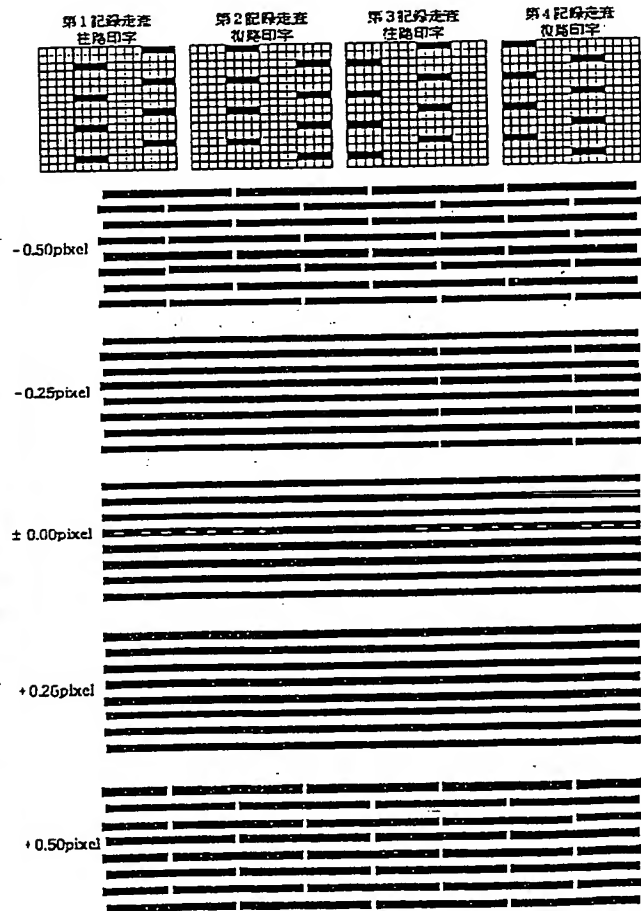 第1記録走査
往路印字
第2記録走査
復路印字
第3記録走査
往路印字
第4記録走査
復路印字
-0.50pixel
-0.25pixel
± 0.00pixel
+0.25pixel
+0.50pixel